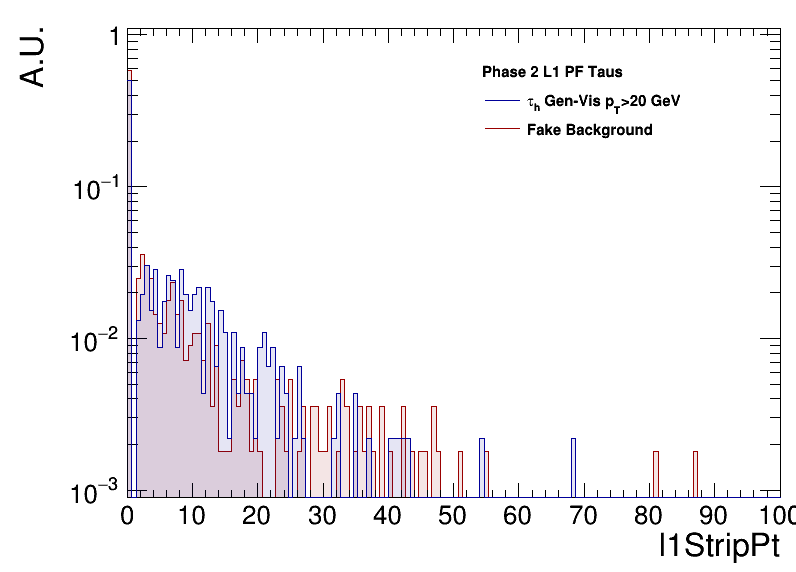 A.U.
1
10⁻¹
10⁻²
10⁻³
Phase 2 L1 PF Taus
τh Gen-Vis pT>20 GeV
Fake Background
0 10 20 30 40 50 60 70 80 90 100
l1StripPt